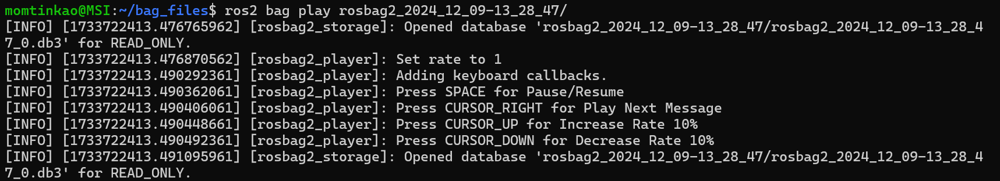 momtinkao@MSI:~/bag_files$ ros2 bag play rosbag2_2024_12_09-13_28_47/
[INFO] [1733722413.476765962] [rosbag2_storage]: Opened database 'rosbag2_2024_12_09-13_28_47/rosbag2_2024_12_09-13_28_4
7_0.db3' for READ_ONLY.
[INFO] [1733722413.476870562] [rosbag2_player]: Set rate to 1
[INFO] [1733722413.490292361] [rosbag2_player]: Adding keyboard callbacks.
[INFO] [1733722413.490362061] [rosbag2_player]: Press SPACE for Pause/Resume
[INFO] [1733722413.490406061] [rosbag2_player]: Press CURSOR_RIGHT for Play Next Message
[INFO] [1733722413.490448661] [rosbag2_player]: Press CURSOR_UP for Increase Rate 10%
[INFO] [1733722413.490492361] [rosbag2_player]: Press CURSOR_DOWN for Decrease Rate 10%
[INFO] [1733722413.491095961] [rosbag2_storage]: Opened database 'rosbag2_2024_12_09-13_28_47/rosbag2_2024_12_09-13_28_4
7_0.db3' for READ_ONLY.